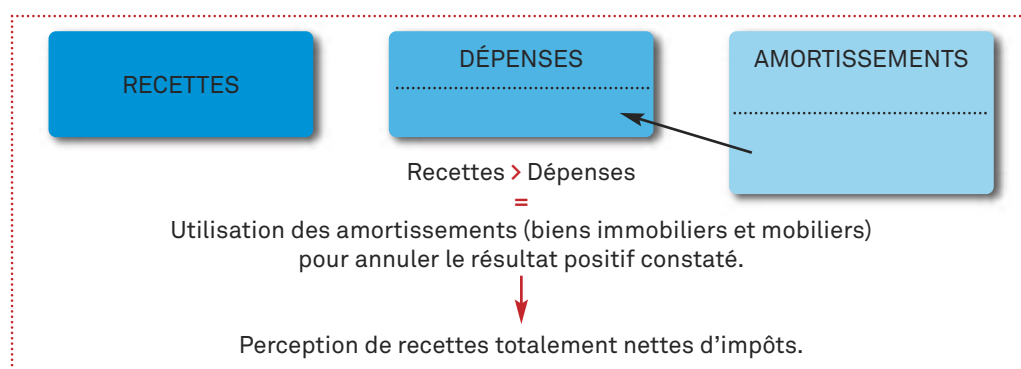 RECETTES
DÉPENSES
AMORTISSEMENTS
Recettes > Dépenses
=
Utilisation des amortissements (biens immobiliers et mobiliers)
pour annuler le résultat positif constaté.
Perception de recettes totalement nettes d’impôts.